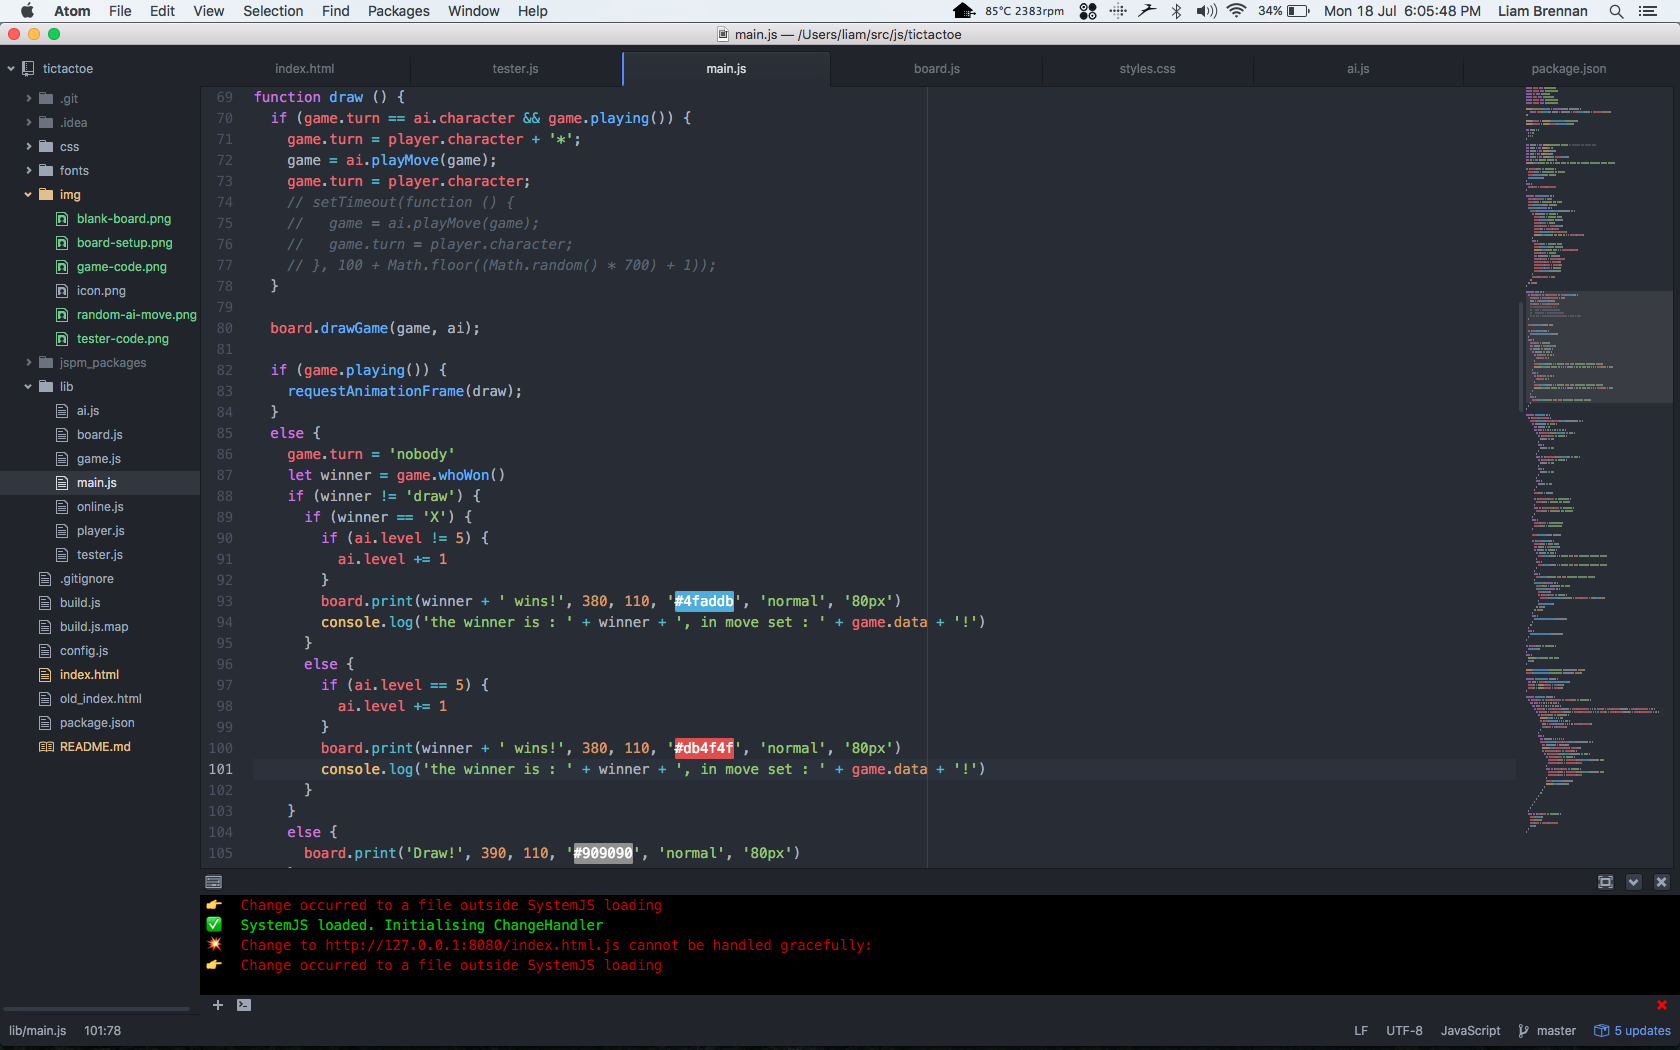 Atom File Edit View Selection Find Packages Window Help 85°C 2383rpm 34% Mon 18 Jul 6:05:48 PM Liam Brennan
main.js — /Users/liam/src/js/tictactoe
tictactoe
.git
.idea
css
fonts
img
blank-board.png
board-setup.png
game-code.png
icon.png
random-ai-move.png
tester-code.png
jspm_packages
lib
ai.js
board.js
game.js
main.js
online.js
player.js
tester.js
.gitignore
build.js
build.js.map
config.js
index.html
old_index.html
package.json
README.md
index.html tester.js main.js board.js styles.css ai.js package.json
69 function draw () {
70 if (game.turn == ai.character && game.playing()) {
71 game.turn = player.character + '*';
72 game = ai.playMove(game);
73 game.turn = player.character;
74 // setTimeout(function () {
75 // game = ai.playMove(game);
76 // game.turn = player.character;
77 // }, 100 + Math.floor((Math.random() * 700) + 1));
78 }
79
80 board.drawGame(game, ai);
81
82 if (game.playing()) {
83 requestAnimationFrame(draw);
84 }
85 else {
86 game.turn = 'nobody'
87 let winner = game.whoWon()
88 if (winner != 'draw') {
89 if (winner == 'X') {
90 if (ai.level != 5) {
91 ai.level += 1
92 }
93 board.print(winner + ' wins!', 380, 110, '#4faddb', 'normal', '80px')
94 console.log('the winner is : ' + winner + ', in move set : ' + game.data + '!')
95 }
96 else {
97 if (ai.level == 5) {
98 ai.level += 1
99 }
100 board.print(winner + ' wins!', 380, 110, '#db4f4f', 'normal', '80px')
101 console.log('the winner is : ' + winner + ', in move set : ' + game.data + '!')
102 }
103 }
104 else {
105 board.print('Draw!', 390, 110, '#909090', 'normal', '80px')
Change occurred to a file outside SystemJS loading
SystemJS loaded. Initialising ChangeHandler
Change to http://127.0.0.1:8080/index.html.js cannot be handled gracefully:
Change occurred to a file outside SystemJS loading
lib/main.js 101:78 LF UTF-8 JavaScript master 5 updates